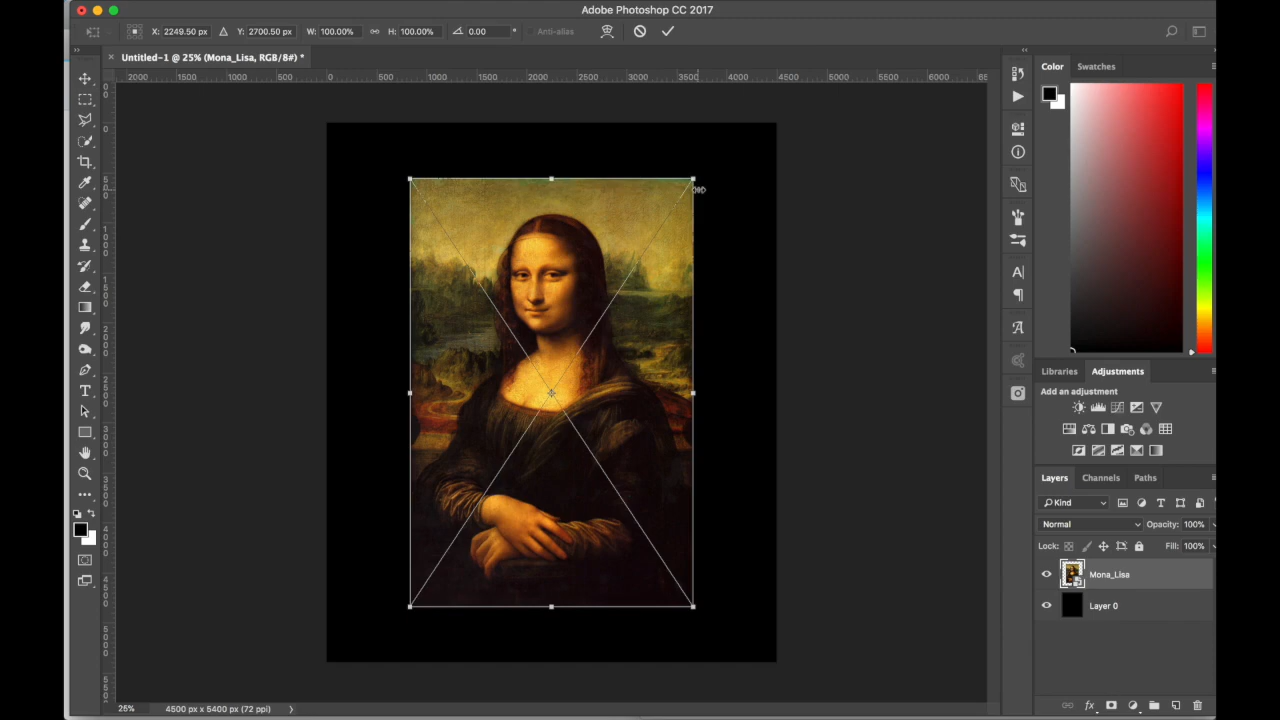 Adobe Photoshop CC 2017
X: 2249.50 px Y: 2700.50 px W: 100.00% H: 100.00% 0.00 ° Anti-alias
× Untitled-1 @ 25% (Mona_Lisa, RGB/8#) *
2000 1500 1000 500 0 500 1000 1500 2000 2500 3000 3500 4000 4500 5000 5500 6000
Color Swatches
Libraries Adjustments
Add an adjustment
Layers Channels Paths
Kind
Normal Opacity: 100%
Lock: Fill: 100%
Mona_Lisa
Layer 0
25% 4500 px x 5400 px (72 ppi)